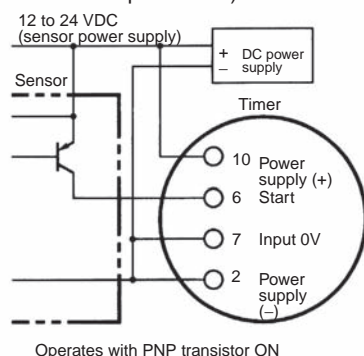 12 to 24 VDC
(sensor power supply)
+ DC power
− supply
Sensor
Timer
10 Power
supply (+)
6 Start
7 Input 0V
2 Power
supply
(−)
Operates with PNP transistor ON